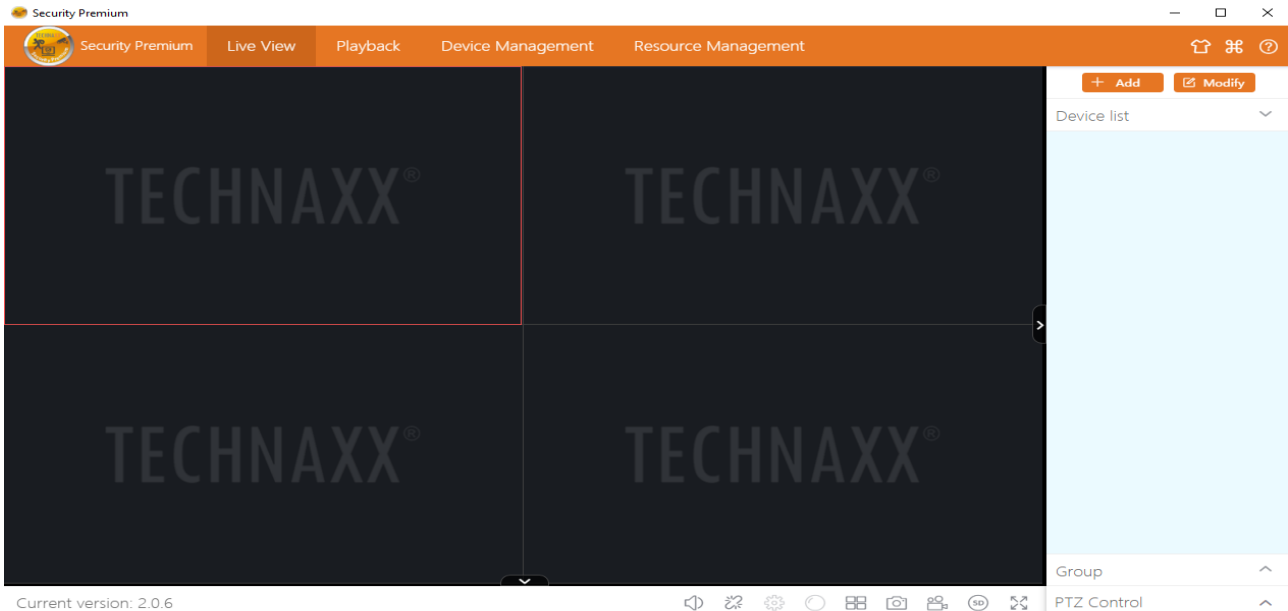 Security Premium
Security Premium Live View Playback Device Management Resource Management
+ Add Modify
Device list
TECHNAXX® TECHNAXX®
TECHNAXX® TECHNAXX®
Group
Current version: 2.0.6 SD PTZ Control